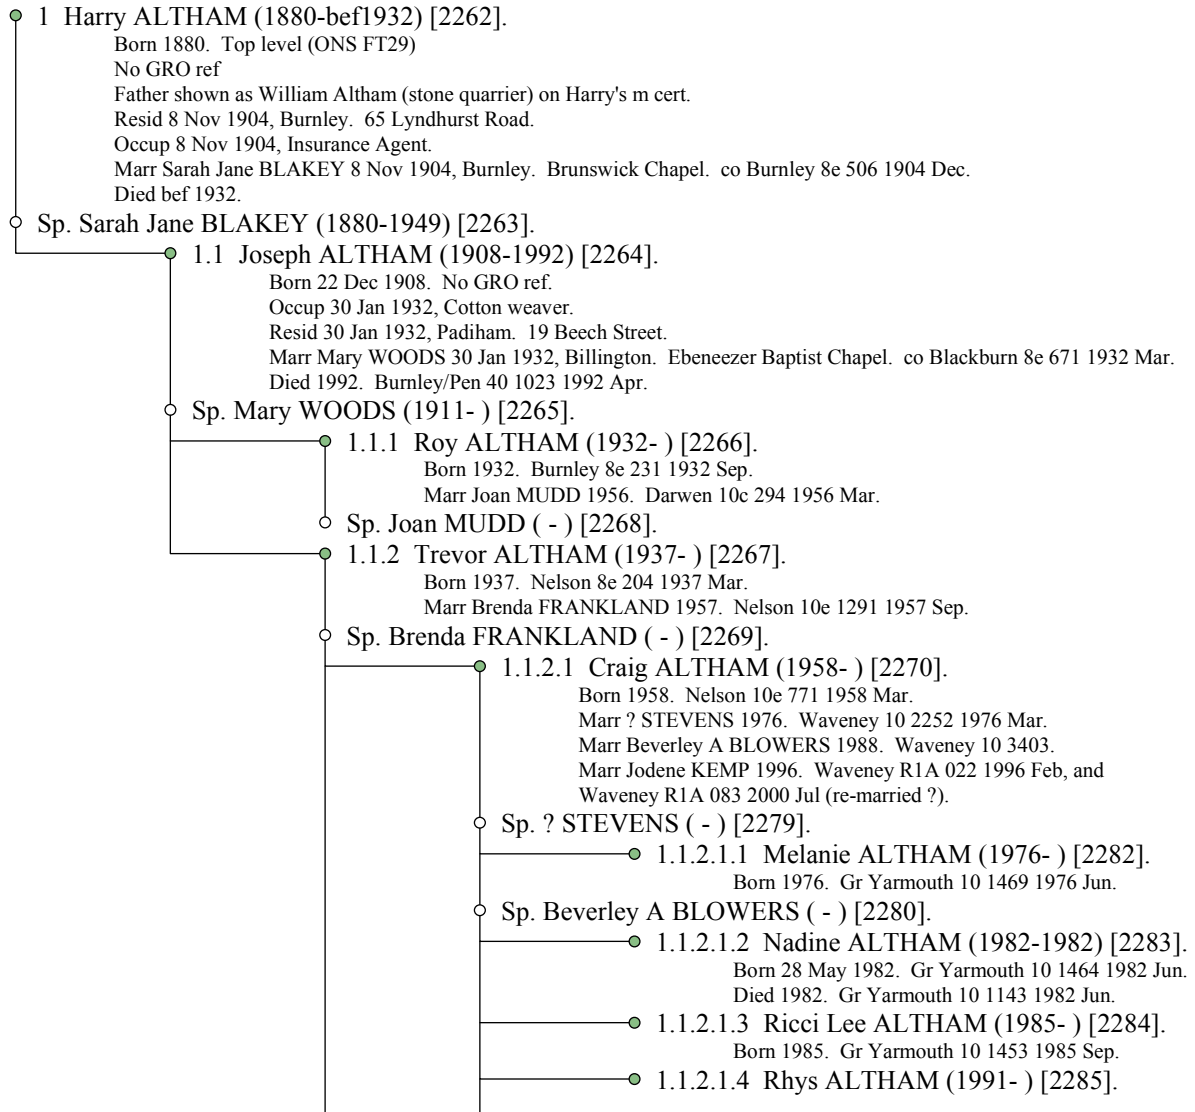 1 Harry ALTHAM (1880-bef1932) [2262].
Born 1880. Top level (ONS FT29)
No GRO ref
Father shown as William Altham (stone quarrier) on Harry's m cert.
Resid 8 Nov 1904, Burnley. 65 Lyndhurst Road.
Occup 8 Nov 1904, Insurance Agent.
Marr Sarah Jane BLAKEY 8 Nov 1904, Burnley. Brunswick Chapel. co Burnley 8e 506 1904 Dec.
Died bef 1932.
Sp. Sarah Jane BLAKEY (1880-1949) [2263].
1.1 Joseph ALTHAM (1908-1992) [2264].
Born 22 Dec 1908. No GRO ref.
Occup 30 Jan 1932, Cotton weaver.
Resid 30 Jan 1932, Padiham. 19 Beech Street.
Marr Mary WOODS 30 Jan 1932, Billington. Ebeneezer Baptist Chapel. co Blackburn 8e 671 1932 Mar.
Died 1992. Burnley/Pen 40 1023 1992 Apr.
Sp. Mary WOODS (1911- ) [2265].
1.1.1 Roy ALTHAM (1932- ) [2266].
Born 1932. Burnley 8e 231 1932 Sep.
Marr Joan MUDD 1956. Darwen 10c 294 1956 Mar.
Sp. Joan MUDD ( - ) [2268].
1.1.2 Trevor ALTHAM (1937- ) [2267].
Born 1937. Nelson 8e 204 1937 Mar.
Marr Brenda FRANKLAND 1957. Nelson 10e 1291 1957 Sep.
Sp. Brenda FRANKLAND ( - ) [2269].
1.1.2.1 Craig ALTHAM (1958- ) [2270].
Born 1958. Nelson 10e 771 1958 Mar.
Marr ? STEVENS 1976. Waveney 10 2252 1976 Mar.
Marr Beverley A BLOWERS 1988. Waveney 10 3403.
Marr Jodene KEMP 1996. Waveney R1A 022 1996 Feb, and
Waveney R1A 083 2000 Jul (re-married ?).
Sp. ? STEVENS ( - ) [2279].
1.1.2.1.1 Melanie ALTHAM (1976- ) [2282].
Born 1976. Gr Yarmouth 10 1469 1976 Jun.
Sp. Beverley A BLOWERS ( - ) [2280].
1.1.2.1.2 Nadine ALTHAM (1982-1982) [2283].
Born 28 May 1982. Gr Yarmouth 10 1464 1982 Jun.
Died 1982. Gr Yarmouth 10 1143 1982 Jun.
1.1.2.1.3 Ricci Lee ALTHAM (1985- ) [2284].
Born 1985. Gr Yarmouth 10 1453 1985 Sep.
1.1.2.1.4 Rhys ALTHAM (1991- ) [2285].